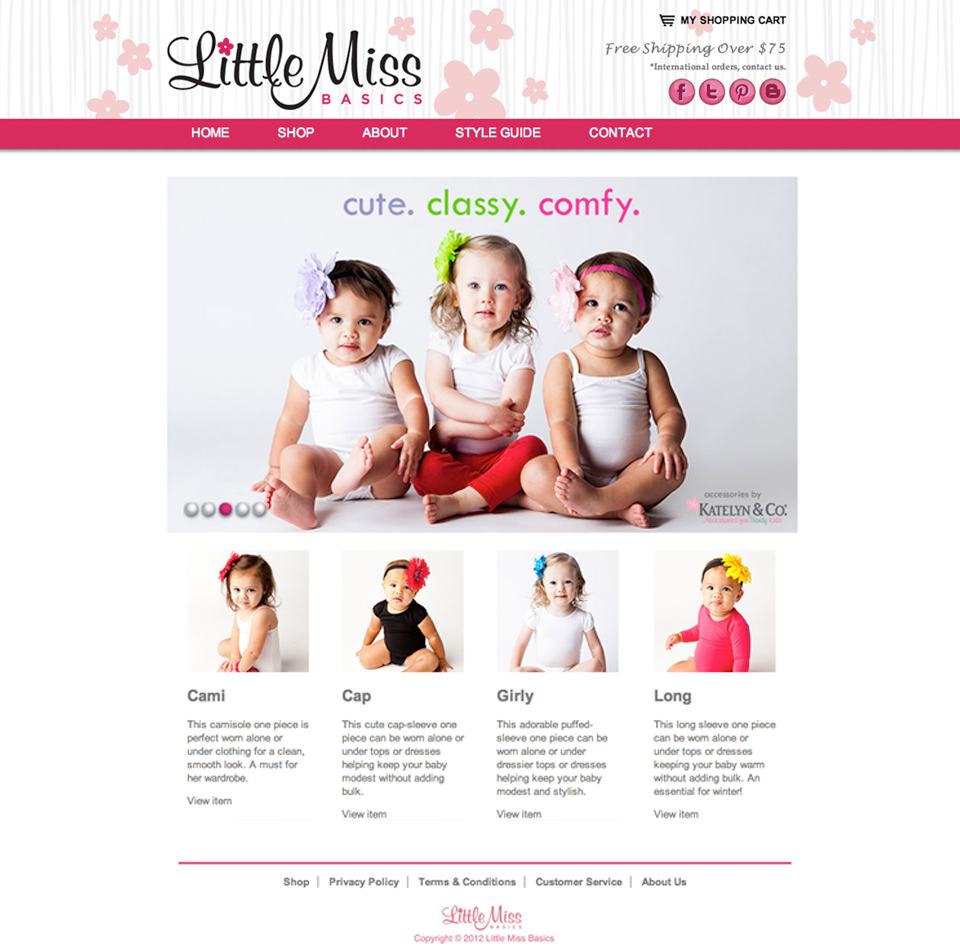 MY SHOPPING CART
Free Shipping Over $75
*International orders, contact us.
Little Miss
BASICS
HOME SHOP ABOUT STYLE GUIDE CONTACT
cute. classy. comfy.
accessories by
KATELYN & CO.
Accessories for Trendy Kids
Cami
This camisole one piece is
perfect worn alone or
under clothing for a clean,
smooth look. A must for
her wardrobe.
View item
Cap
This cute cap-sleeve one
piece can be worn alone or
under tops or dresses
helping keep your baby
modest without adding
bulk.
View item
Girly
This adorable puffed-
sleeve one piece can be
worn alone or under
dressier tops or dresses
helping keep your baby
modest and stylish.
View item
Long
This long sleeve one piece
can be worn alone or
under tops or dresses
keeping your baby warm
without adding bulk. An
essential for winter!
View item
Shop | Privacy Policy | Terms & Conditions | Customer Service | About Us
Little Miss
BASICS
Copyright © 2012 Little Miss Basics